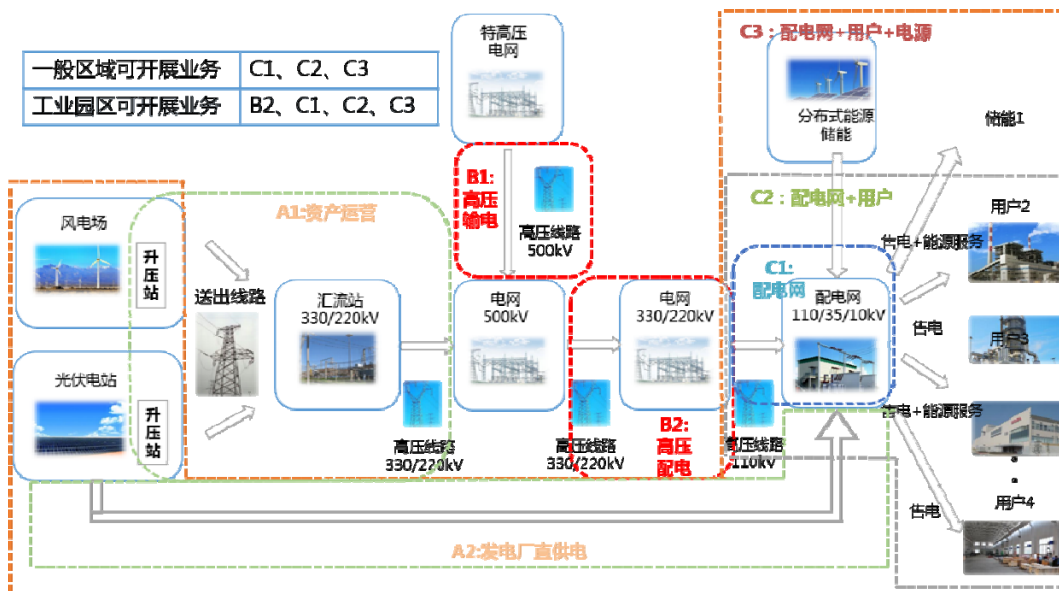 一般区域可开展业务 C1、C2、C3
工业园区可开展业务 B2、C1、C2、C3
特高压
电网
C3：配电网+用户+电源
分布式能源
储能
储能1
B1:
高压
输电
高压线路
500kV
C2：配电网+用户
A1:资产运营
风电场
升压站
送出线路
汇流站
330/220kV
电网
500kV
电网
330/220kV
C1:
配电网
配电网
110/35/10kV
售电+能源服务
用户2
售电
用户3
售电+能源服务
光伏电站
升压站
高压线路
330/220kV
高压线路
330/220kV
B2:
高压
配电
高压线路
110kV
售电
用户4
A2:发电厂直供电